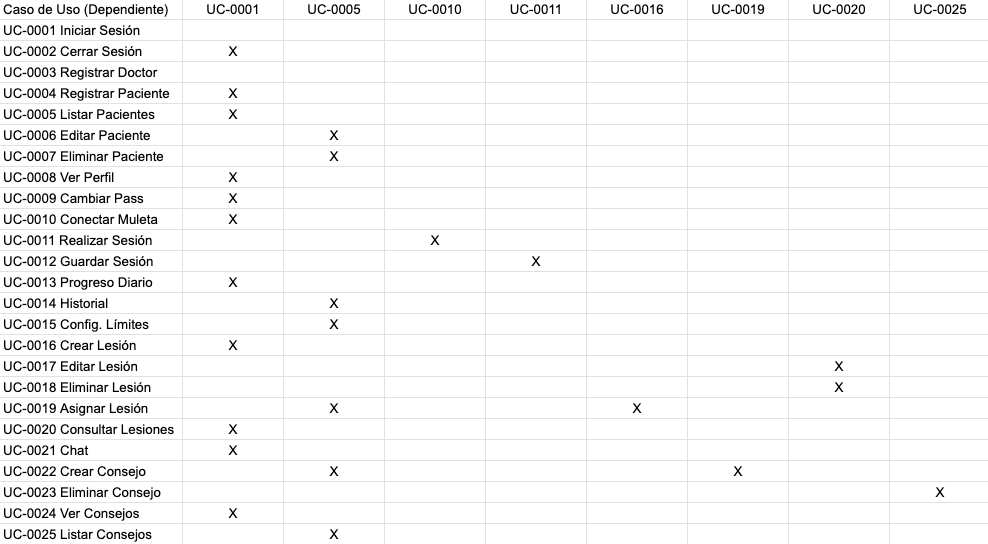 Caso de Uso (Dependiente) UC-0001 UC-0005 UC-0010 UC-0011 UC-0016 UC-0019 UC-0020 UC-0025
UC-0001 Iniciar Sesión
UC-0002 Cerrar Sesión X
UC-0003 Registrar Doctor
UC-0004 Registrar Paciente X
UC-0005 Listar Pacientes X
UC-0006 Editar Paciente X
UC-0007 Eliminar Paciente X
UC-0008 Ver Perfil X
UC-0009 Cambiar Pass X
UC-0010 Conectar Muleta X
UC-0011 Realizar Sesión X
UC-0012 Guardar Sesión X
UC-0013 Progreso Diario X
UC-0014 Historial X
UC-0015 Config. Límites X
UC-0016 Crear Lesión X
UC-0017 Editar Lesión X
UC-0018 Eliminar Lesión X
UC-0019 Asignar Lesión X X
UC-0020 Consultar Lesiones X
UC-0021 Chat X
UC-0022 Crear Consejo X X
UC-0023 Eliminar Consejo X
UC-0024 Ver Consejos X
UC-0025 Listar Consejos X